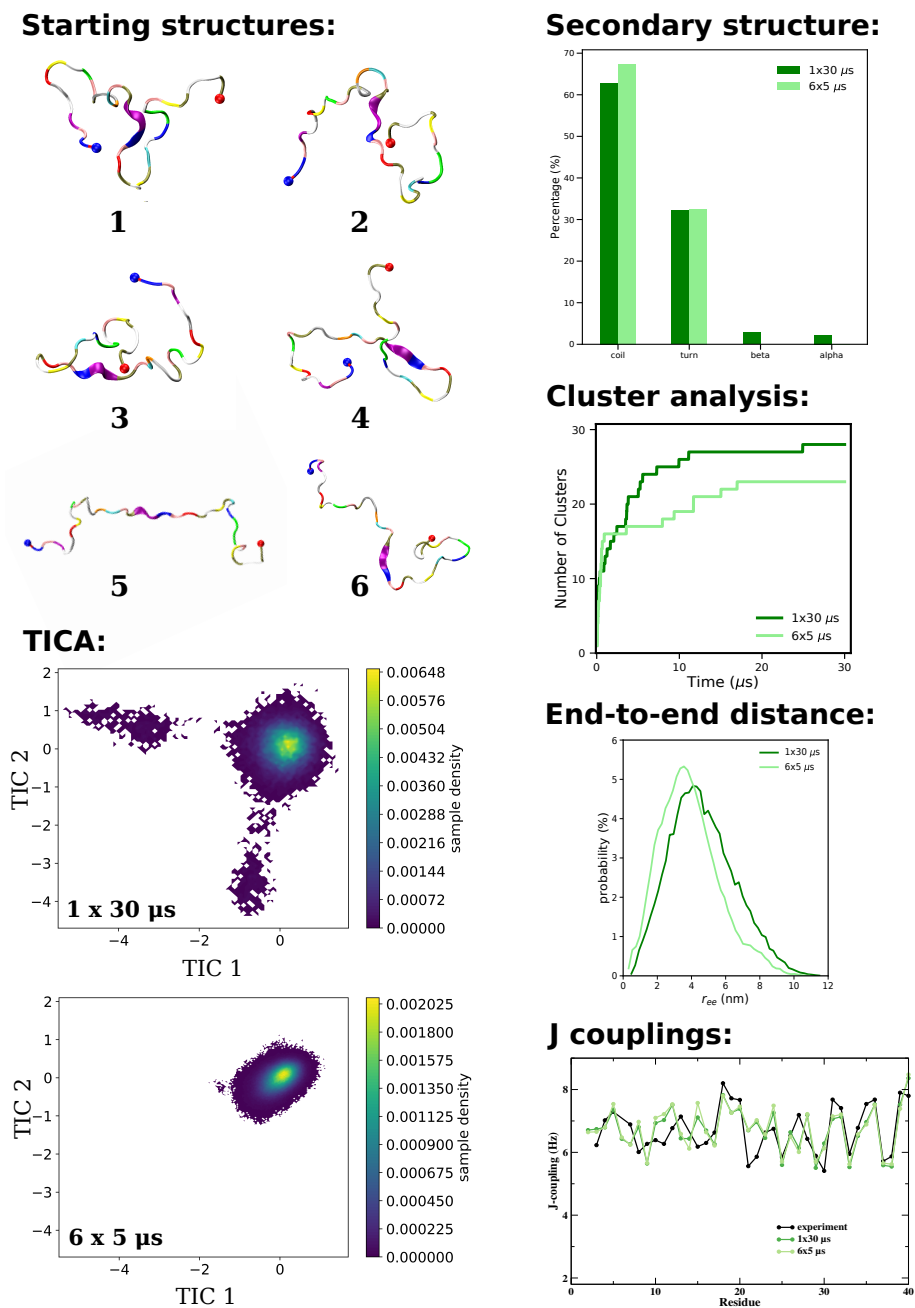 Starting structures:
1
2
3
4
5
6
TICA:
2
1
0
−1
−2
−3
−4
TIC 2
−4
−2
0
TIC 1
1 x 30 µs
0.00648
0.00576
0.00504
0.00432
0.00360
0.00288
0.00216
0.00144
0.00072
0.00000
sample density
2
1
0
−1
−2
−3
−4
TIC 2
−4
−2
0
TIC 1
6 x 5 µs
0.002025
0.001800
0.001575
0.001350
0.001125
0.000900
0.000675
0.000450
0.000225
0.000000
sample density
Secondary structure:
70
60
50
40
30
20
10
0
Percentage (%)
1x30 µs
6x5 µs
coil turn beta alpha
Cluster analysis:
30
20
10
0
Number of Clusters
1x30 µs
6x5 µs
0 10 20 30
Time (µs)
End-to-end distance:
6
5
4
3
2
1
0
probability (%)
1x30 µs
6x5 µs
0 2 4 6 8 10 12
r_ee (nm)
J couplings:
8
6
4
2
J-coupling (Hz)
experiment
1x30 µs
6x5 µs
0 10 20 30 40
Residue